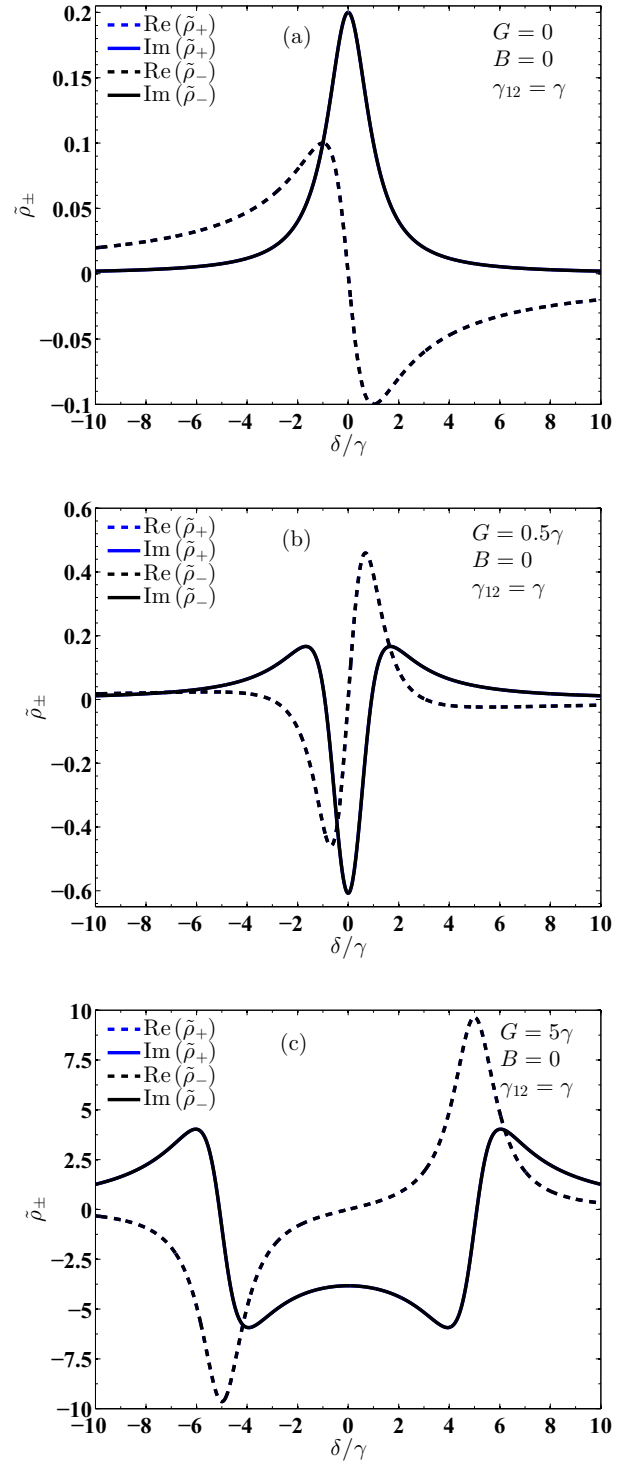 Re(ρ̃₊)
Im(ρ̃₊)
Re(ρ̃₋)
Im(ρ̃₋)
(a)
G = 0
B = 0
γ₁₂ = γ
0.2
0.15
0.1
0.05
0
−0.05
−0.1
ρ̃±
−10 −8 −6 −4 −2 0 2 4 6 8 10
δ/γ
Re(ρ̃₊)
Im(ρ̃₊)
Re(ρ̃₋)
Im(ρ̃₋)
(b)
G = 0.5γ
B = 0
γ₁₂ = γ
0.6
0.4
0.2
0
−0.2
−0.4
−0.6
ρ̃±
−10 −8 −6 −4 −2 0 2 4 6 8 10
δ/γ
Re(ρ̃₊)
Im(ρ̃₊)
Re(ρ̃₋)
Im(ρ̃₋)
(c)
G = 5γ
B = 0
γ₁₂ = γ
10
7.5
5
2.5
0
−2.5
−5
−7.5
−10
ρ̃±
−10 −8 −6 −4 −2 0 2 4 6 8 10
δ/γ